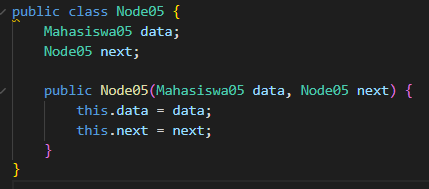 public class Node05 {
    Mahasiswa05 data;
    Node05 next;

    public Node05(Mahasiswa05 data, Node05 next) {
        this.data = data;
        this.next = next;
    }
}